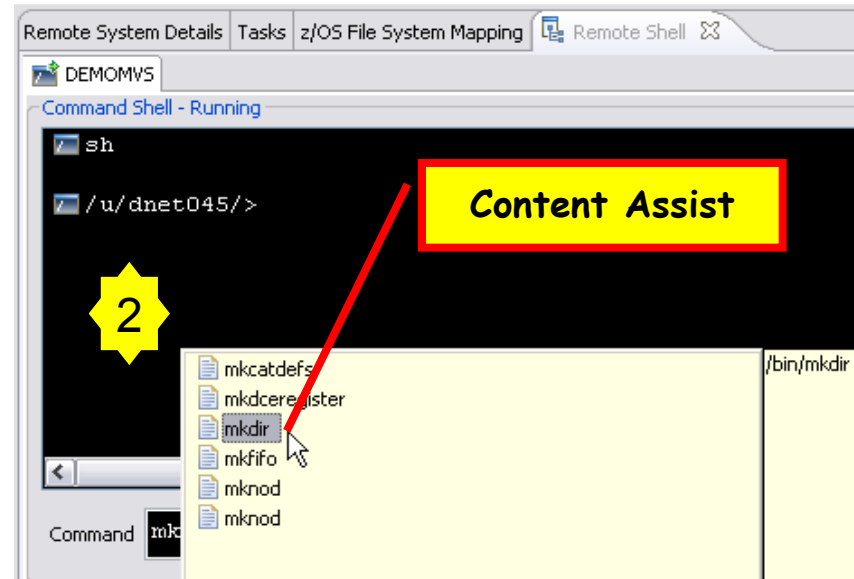 Remote System Details Tasks z/OS File System Mapping Remote Shell
DEMOMVS
Command Shell - Running
sh
/u/dnet045/>
Content Assist
2
mkcatdefs
/bin/mkdir
mkdceregister
mkdir
mkfifo
mknod
mknod
Command mk